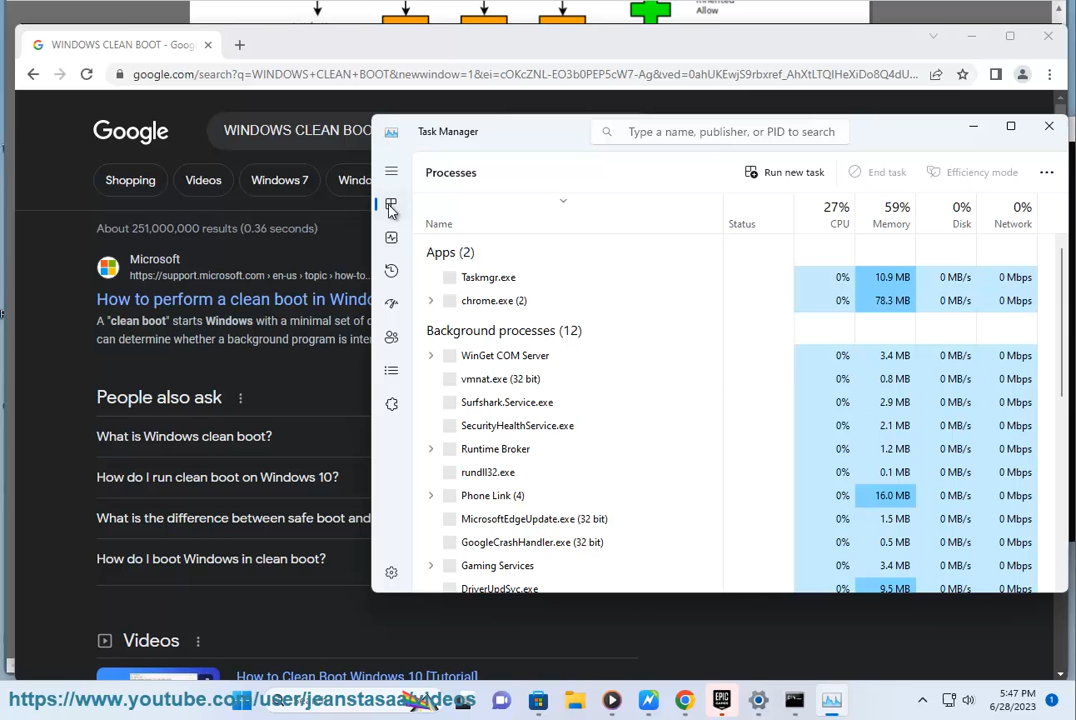 Inherited
Allow
WINDOWS CLEAN BOOT - Goog
google.com/search?q=WINDOWS+CLEAN+BOOT&newwindow=1&ei=cOKcZNL-EO3b0PEP5cW7-Ag&ved=0ahUKEwjS9rbxref_AhXtLTQIHeXiDo8Q4dU...
Google
WINDOWS CLEAN BOO
Shopping
Videos
Windows 7
Windo
About 251,000,000 results (0.36 seconds)
Microsoft
https://support.microsoft.com › en-us › topic › how-to...
How to perform a clean boot in Windo
A "clean boot" starts Windows with a minimal set of d
can determine whether a background program is inte
People also ask
What is Windows clean boot?
How do I run clean boot on Windows 10?
What is the difference between safe boot and
How do I boot Windows in clean boot?
Videos
How to Clean Boot Windows 10 [Tutorial]
Task Manager
Type a name, publisher, or PID to search
Processes
Run new task
End task
Efficiency mode
27% 59% 0% 0%
Name Status CPU Memory Disk Network
Apps (2)
Taskmgr.exe 0% 10.9 MB 0 MB/s 0 Mbps
chrome.exe (2) 0% 78.3 MB 0 MB/s 0 Mbps
Background processes (12)
WinGet COM Server 0% 3.4 MB 0 MB/s 0 Mbps
vmnat.exe (32 bit) 0% 0.8 MB 0 MB/s 0 Mbps
Surfshark.Service.exe 0% 2.9 MB 0 MB/s 0 Mbps
SecurityHealthService.exe 0% 2.1 MB 0 MB/s 0 Mbps
Runtime Broker 0% 1.2 MB 0 MB/s 0 Mbps
rundll32.exe 0% 0.1 MB 0 MB/s 0 Mbps
Phone Link (4) 0% 16.0 MB 0 MB/s 0 Mbps
MicrosoftEdgeUpdate.exe (32 bit) 0% 1.5 MB 0 MB/s 0 Mbps
GoogleCrashHandler.exe (32 bit) 0% 0.5 MB 0 MB/s 0 Mbps
Gaming Services 0% 3.4 MB 0 MB/s 0 Mbps
DriverUpdSvc.exe 0% 9.5 MB 0 MB/s 0 Mbps
https://www.youtube.com/user/jeanstasaa/videos
EPIC
GAMES
5:47 PM
6/28/2023
1